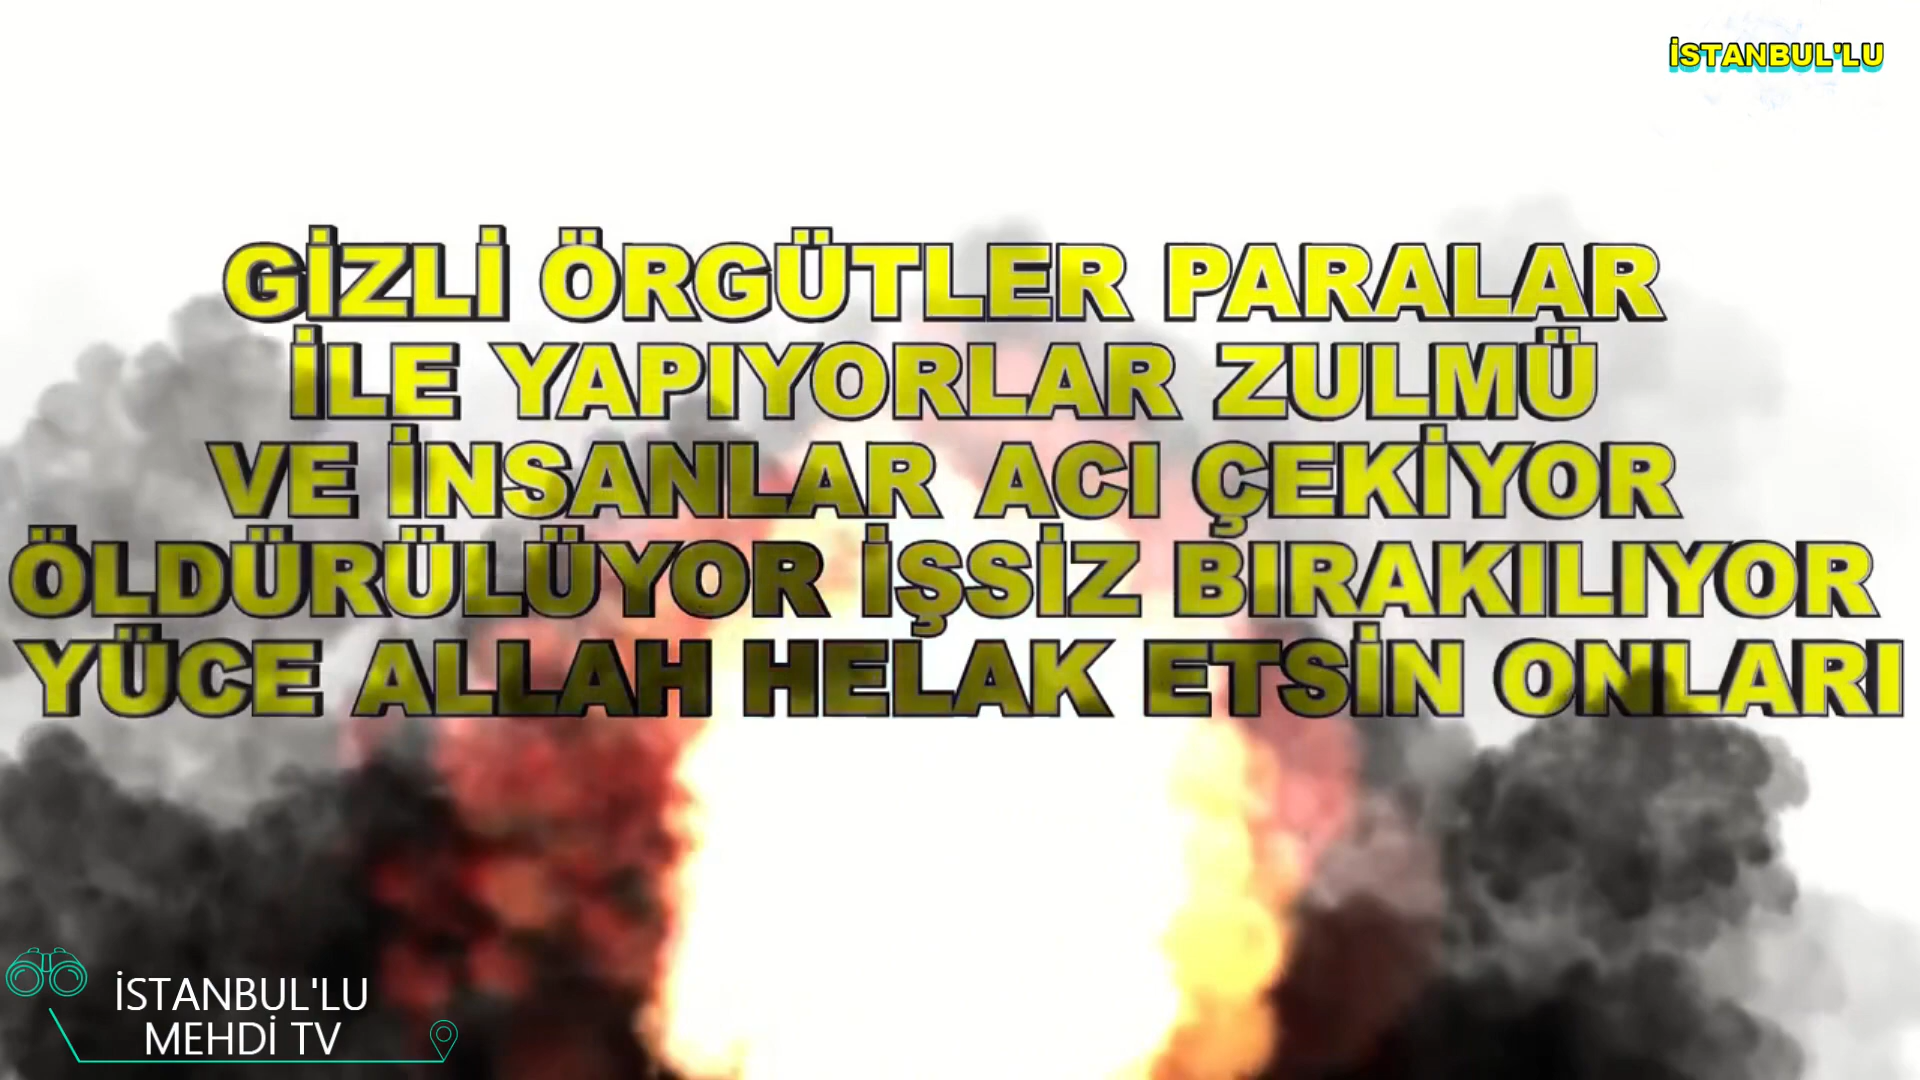 İSTANBUL'LU
GİZLİ ÖRGÜTLER PARALAR
İLE YAPIYORLAR ZULMÜ
VE İNSANLAR ACI ÇEKİYOR
ÖLDÜRÜLÜYOR İŞSİZ BIRAKILIYOR
YÜCE ALLAH HELAK ETSİN ONLARI
İSTANBUL'LU
MEHDİ TV